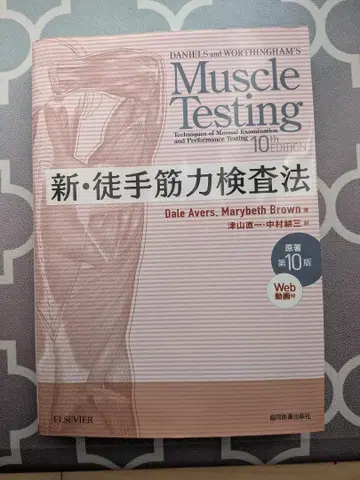 DANIELS and WORTHINGHAM'S
Muscle
Testing
Techniques of Manual Examination
and Performance Testing 10th EDITION
新・徒手筋力検査法
Dale Avers, Marybeth Brown 著
津山直一・中村耕三 訳
原著
第10版
Web
動画付
ELSEVIER
協同医書出版社